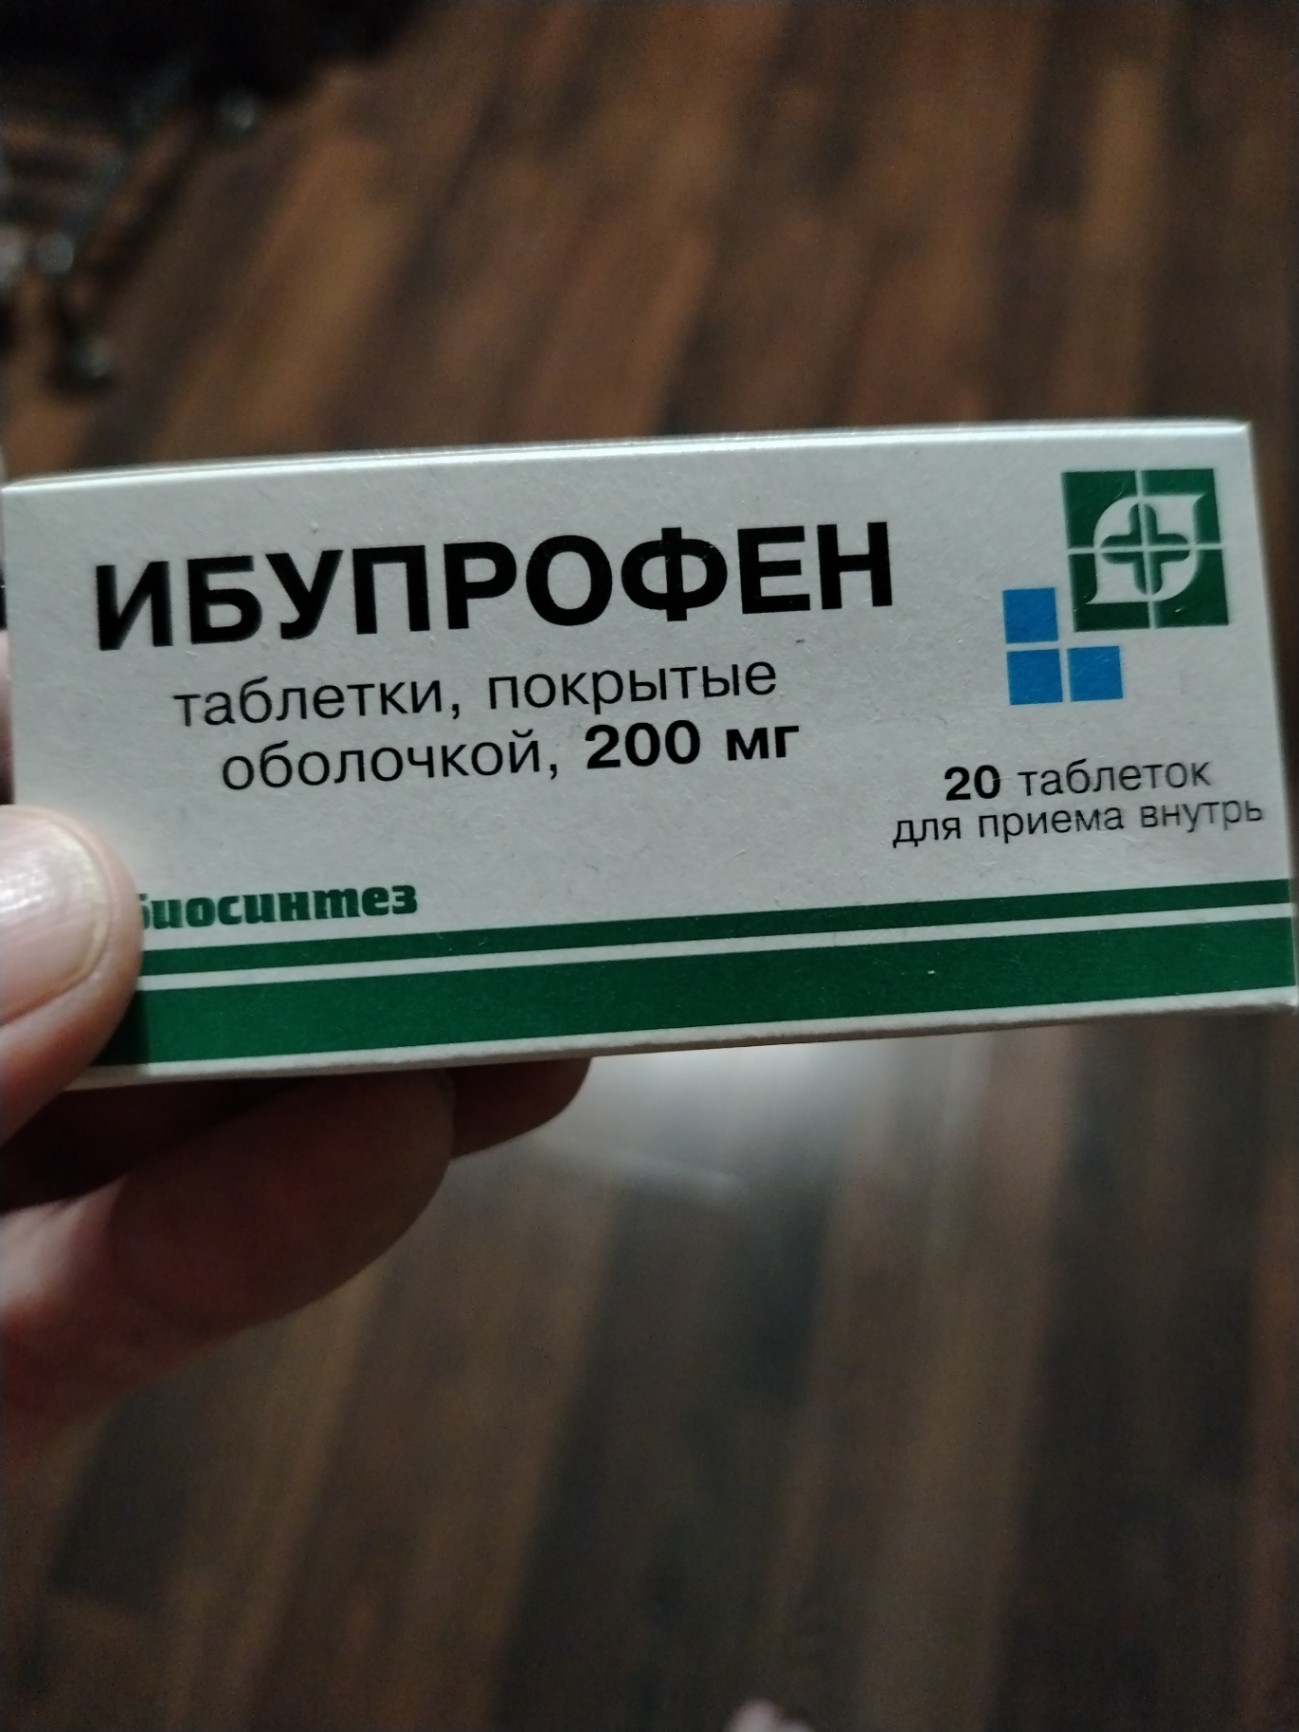 ИБУПРОФЕН
таблетки, покрытые
оболочкой, 200 мг
20 таблеток
для приема внутрь
биосинтез